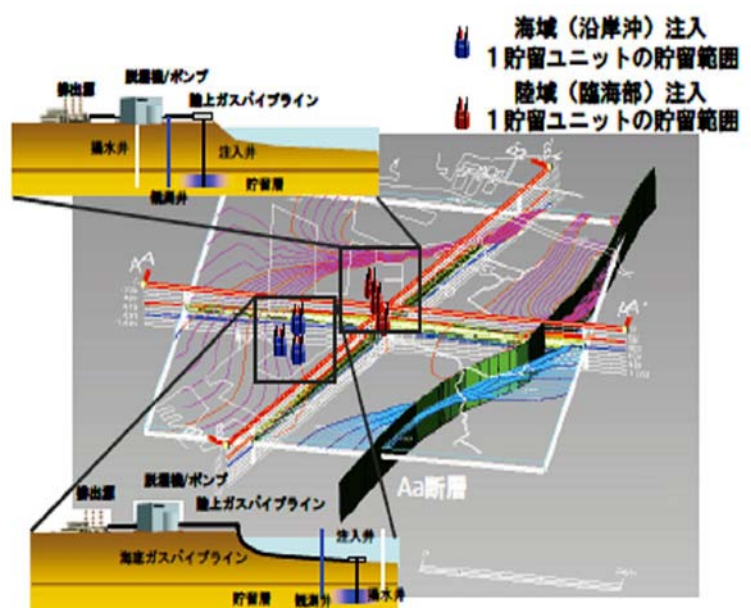 海域（沿岸沖）注入
１貯留ユニットの貯留範囲
陸域（臨海部）注入
１貯留ユニットの貯留範囲
脱湿機/ポンプ
排出源
陸上ガスパイプライン
揚水井
注入井
観測井
貯留層
AA
AA'
Aa断層
脱湿機/ポンプ
排出源
陸上ガスパイプライン
注入井
海底ガスパイプライン
貯留層
観測井
揚水井